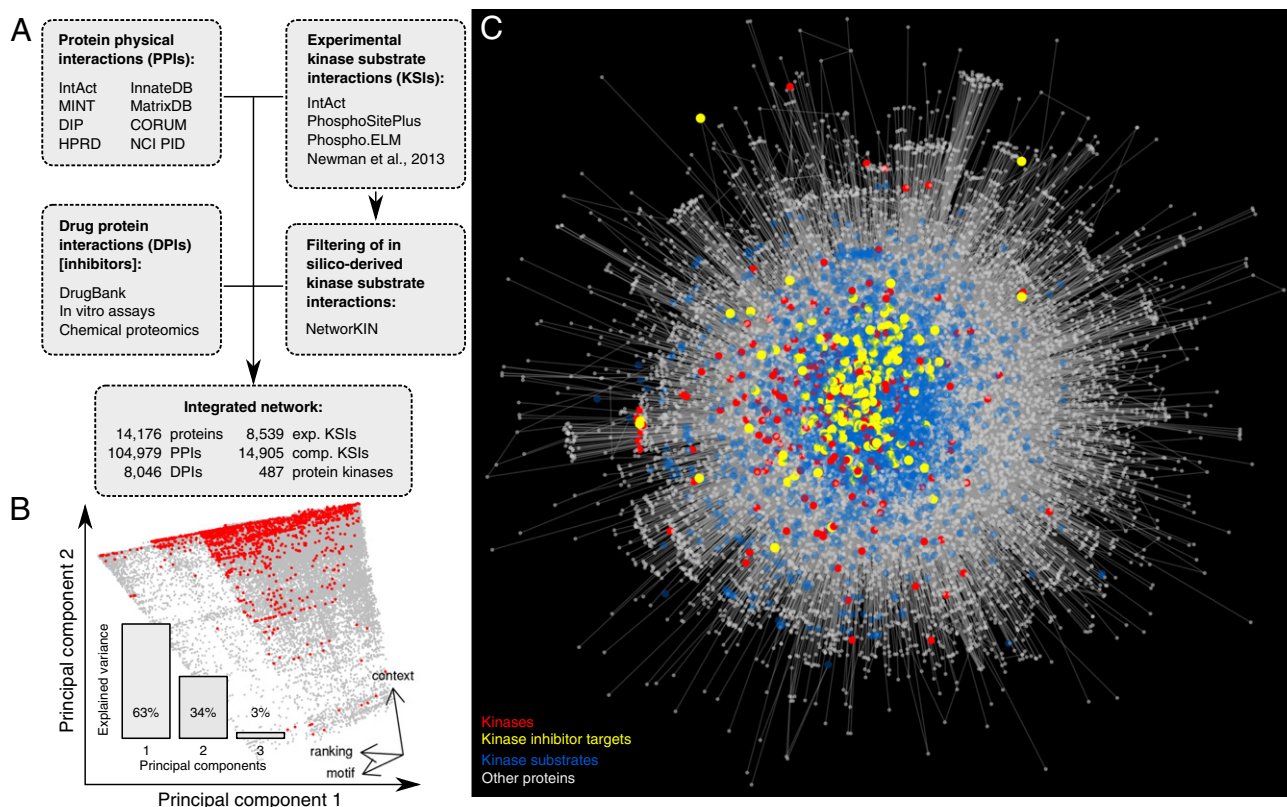 A
Protein physical
interactions (PPIs):
IntAct InnateDB
MINT MatrixDB
DIP CORUM
HPRD NCI PID
Experimental
kinase substrate
interactions (KSIs):
IntAct
PhosphoSitePlus
Phospho.ELM
Newman et al., 2013
Drug protein
interactions (DPIs)
[inhibitors]:
DrugBank
In vitro assays
Chemical proteomics
Filtering of in
silico-derived
kinase substrate
interactions:
NetworKIN
Integrated network:
14,176 proteins 8,539 exp. KSIs
104,979 PPIs 14,905 comp. KSIs
8,046 DPIs 487 protein kinases
B
Principal component 2
Explained variance
63% 34% 3%
1 2 3
Principal components
context
ranking
motif
Principal component 1
C
Kinases
Kinase inhibitor targets
Kinase substrates
Other proteins